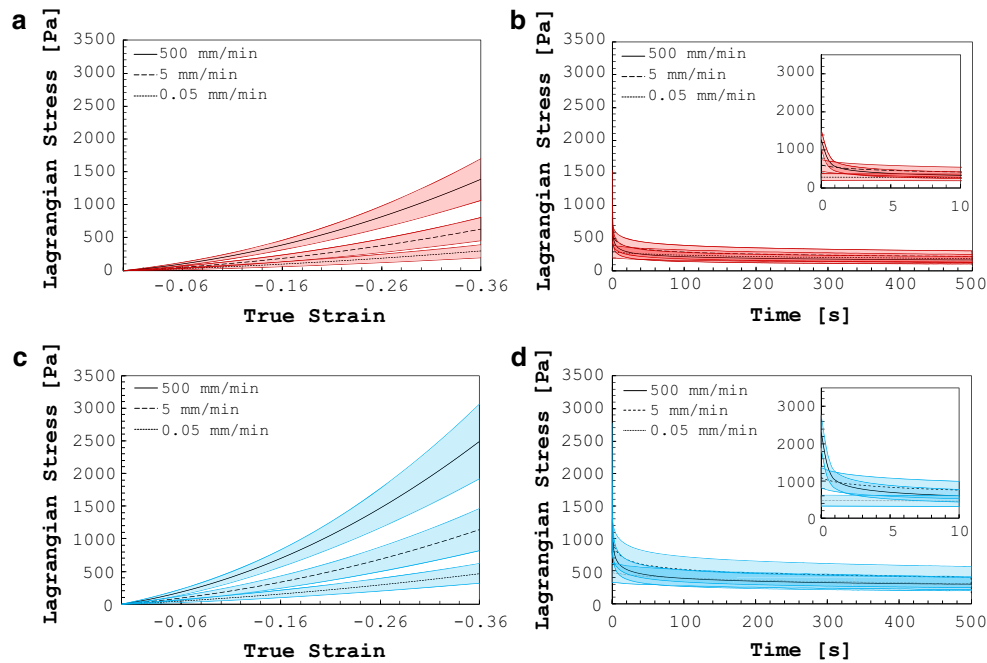 a
Lagrangian Stress [Pa]
3500
3000
2500
2000
1500
1000
500
0
500 mm/min
5 mm/min
0.05 mm/min
-0.06
-0.16
-0.26
-0.36
True Strain
b
Lagrangian Stress [Pa]
3500
3000
2500
2000
1500
1000
500
0
500 mm/min
5 mm/min
0.05 mm/min
3000
2000
1000
0
0
5
10
0
100
200
300
400
500
Time [s]
c
Lagrangian Stress [Pa]
3500
3000
2500
2000
1500
1000
500
0
500 mm/min
5 mm/min
0.05 mm/min
-0.06
-0.16
-0.26
-0.36
True Strain
d
Lagrangian Stress [Pa]
3500
3000
2500
2000
1500
1000
500
0
500 mm/min
5 mm/min
0.05 mm/min
3000
2000
1000
0
0
5
10
0
100
200
300
400
500
Time [s]